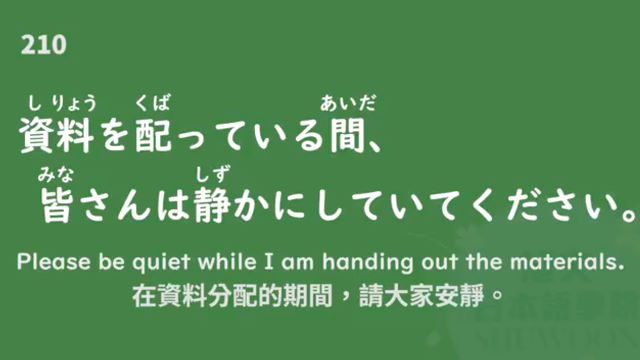 210
しりょう くば あいだ
資料を配っている間、
みな しず
皆さんは静かにしていてください。
Please be quiet while I am handing out the materials.
在資料分配的期間，請大家安靜。